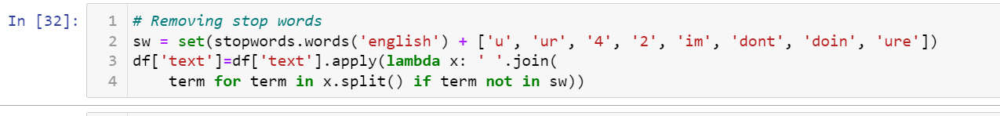 In [32]:
1 # Removing stop words
2 sw = set(stopwords.words('english') + ['u', 'ur', '4', '2', 'im', 'dont', 'doin', 'ure'])
3 df['text']=df['text'].apply(lambda x: ' '.join(
4     term for term in x.split() if term not in sw))